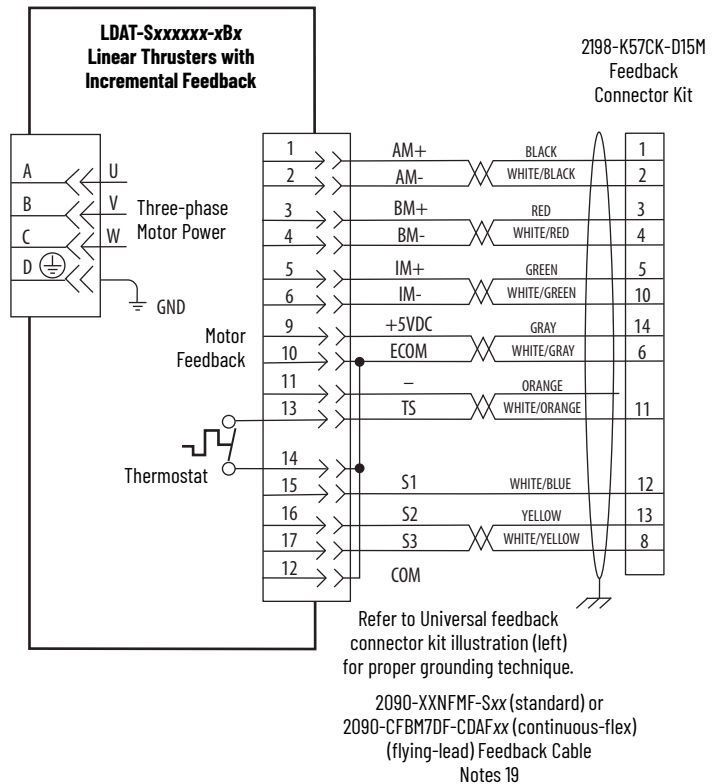 LDAT-Sxxxxxx-xBx
Linear Thrusters with
Incremental Feedback
2198-K57CK-D15M
Feedback
Connector Kit
A U
B V
C W
D
Three-phase
Motor Power
GND
Motor
Feedback
Thermostat
1 AM+ BLACK 1
2 AM- WHITE/BLACK 2
3 BM+ RED 3
4 BM- WHITE/RED 4
5 IM+ GREEN 5
6 IM- WHITE/GREEN 10
9 +5VDC GRAY 14
10 ECOM WHITE/GRAY 6
11 – ORANGE
13 TS WHITE/ORANGE 11
14
15 S1 WHITE/BLUE 12
16 S2 YELLOW 13
17 S3 WHITE/YELLOW 8
12 COM
Refer to Universal feedback
connector kit illustration (left)
for proper grounding technique.
2090-XXNFMF-Sxx (standard) or
2090-CFBM7DF-CDAFxx (continuous-flex)
(flying-lead) Feedback Cable
Notes 19